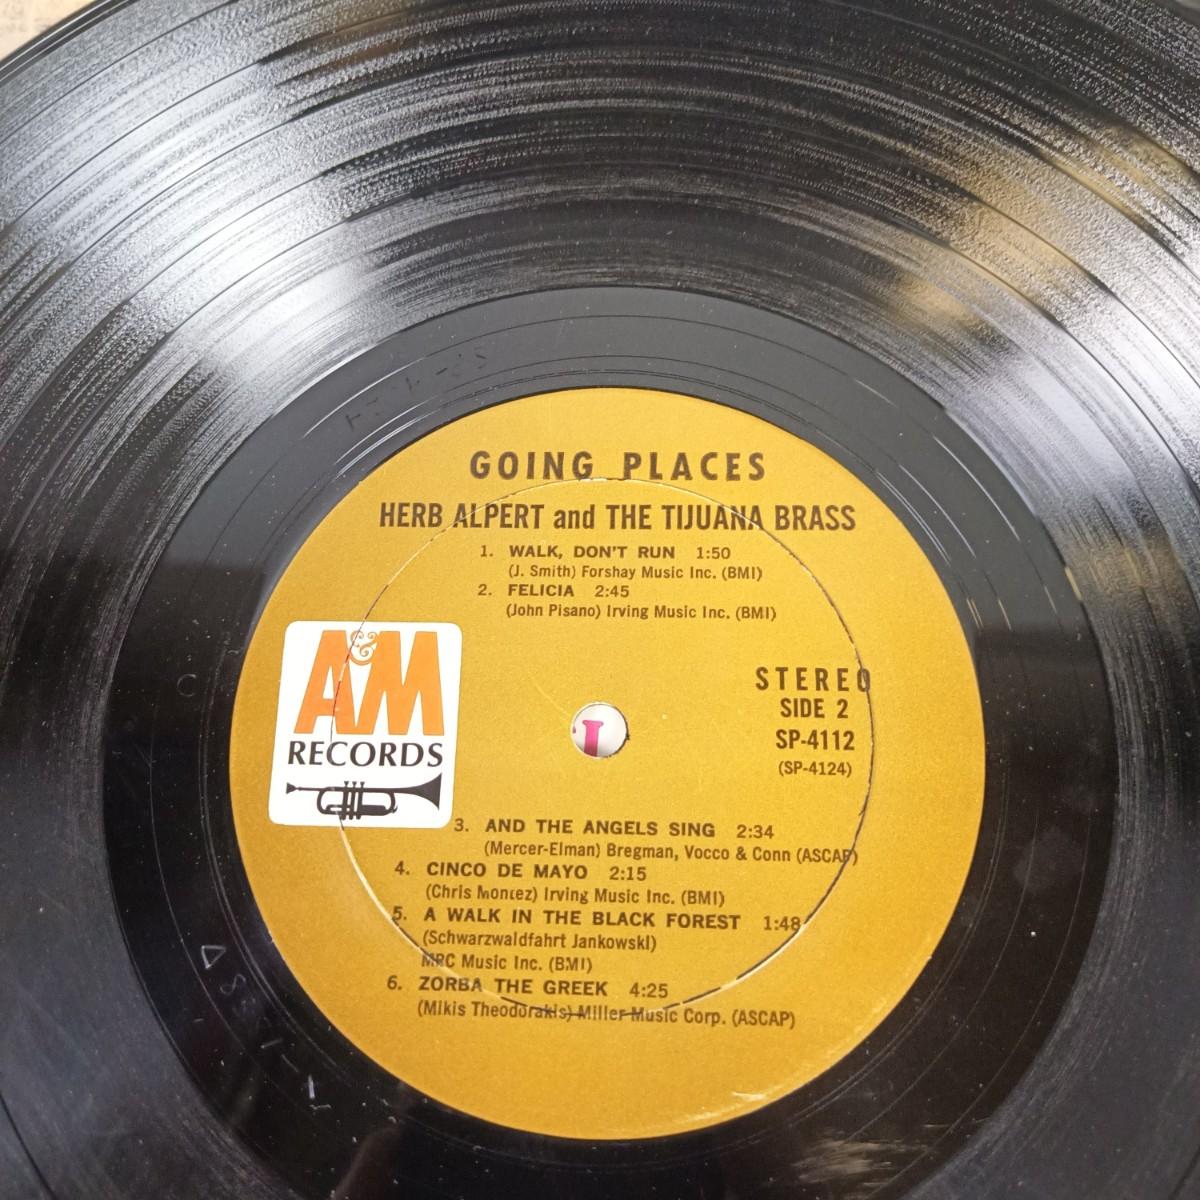 GOING PLACES
HERB ALPERT and THE TIJUANA BRASS
1. WALK, DON'T RUN 1:50
(J. Smith) Forshay Music Inc. (BMI)
2. FELICIA 2:45
(John Pisano) Irving Music Inc. (BMI)
A&M
RECORDS
STEREO
SIDE 2
SP-4112
(SP-4124)
3. AND THE ANGELS SING 2:34
(Mercer-Elman) Bregman, Vocco & Conn (ASCAP)
4. CINCO DE MAYO 2:15
(Chris Montez) Irving Music Inc. (BMI)
5. A WALK IN THE BLACK FOREST 1:48
(Schwarzwaldfahrt Jankowski)
MRC Music Inc. (BMI)
6. ZORBA THE GREEK 4:25
(Mikis Theodorakis) Miller Music Corp. (ASCAP)